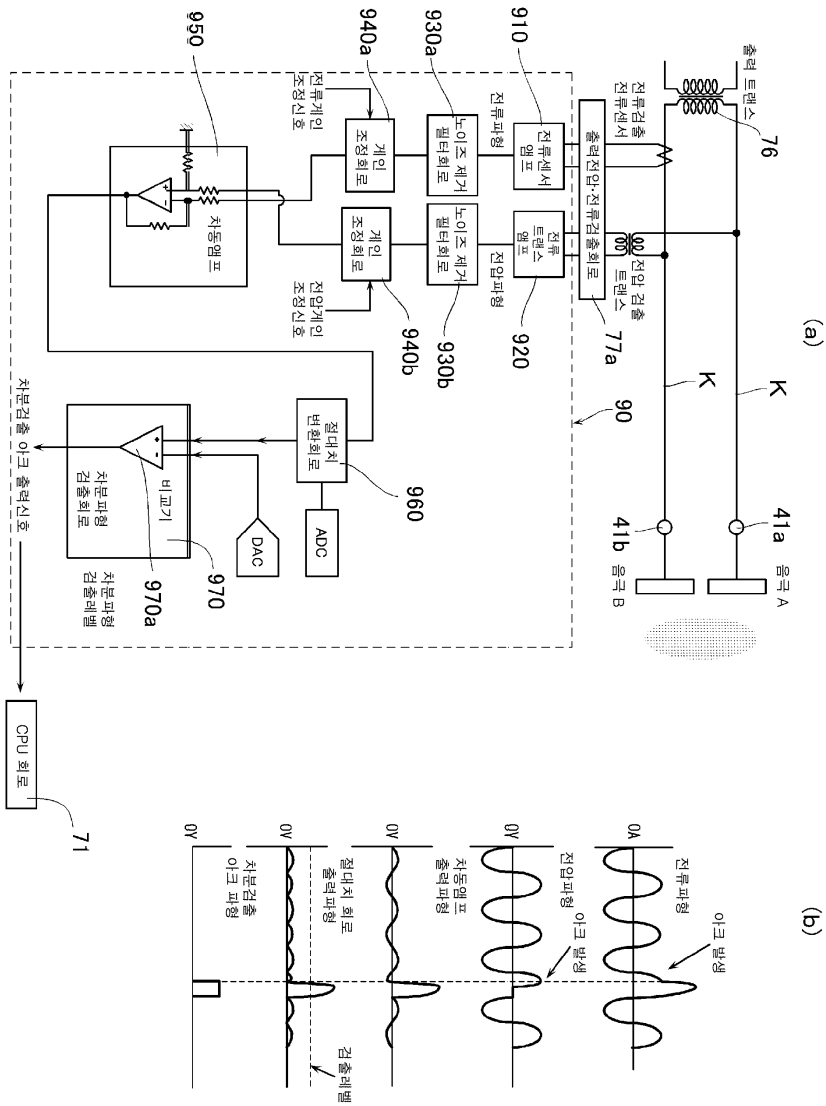 (a)
출력 트랜스
76
전류검출
전류센서
전압 검출
트랜스
K
K
41a
41b
음극 A
음극 B
출력전압·전류검출회로
77a
90
910
전류센서
앰프
920
전류
트랜스
앰프
전류파형
전압파형
930a
노이즈 제거
필터회로
930b
노이즈 제거
필터회로
940a
게인
조정회로
940b
게인
조정회로
전류게인
조정신호
전압게인
조정신호
950
+
-
차동앰프
960
절대치
변환회로
ADC
DAC
970
비교기
+
-
970a
차분파형
검출회로
차분파형
검출레벨
차분검출 아크 출력신호
CPU 회로
71
(b)
0A
전류파형
아크 발생
0V
전압파형
아크 발생
0V
차동앰프
출력파형
0V
절대치 회로
출력파형
검출레벨
0V
차분검출
아크 파형